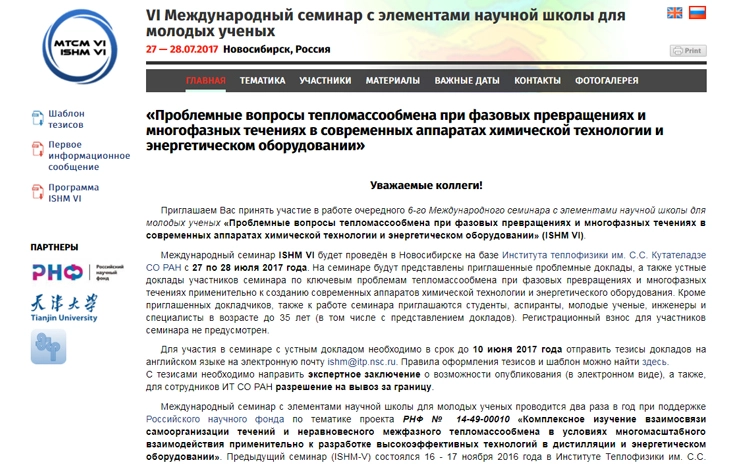 МТСМ VI
ISHM VI
VI Международный семинар с элементами научной школы для
молодых ученых
27 — 28.07.2017 Новосибирск, Россия
Print
ГЛАВНАЯ ТЕМАТИКА УЧАСТНИКИ МАТЕРИАЛЫ ВАЖНЫЕ ДАТЫ КОНТАКТЫ ФОТОГАЛЕРЕЯ
Шаблон
тезисов
Первое
информационное
сообщение
Программа
ISHM VI
ПАРТНЕРЫ
РНФ
Российский
научный
фонд
天津大学
Tianjin University
«Проблемные вопросы тепломассообмена при фазовых превращениях и
многофазных течениях в современных аппаратах химической технологии и
энергетическом оборудовании»
Уважаемые коллеги!
Приглашаем Вас принять участие в работе очередного 6-го Международного семинара с элементами научной школы для
молодых ученых «Проблемные вопросы тепломассообмена при фазовых превращениях и многофазных течениях в
современных аппаратах химической технологии и энергетическом оборудовании» (ISHM VI).
Международный семинар ISHM VI будет проведён в Новосибирске на базе Института теплофизики им. С.С. Кутателадзе
СО РАН с 27 по 28 июля 2017 года. На семинаре будут представлены приглашенные проблемные доклады, а также устные
доклады участников семинара по ключевым проблемам тепломассообмена при фазовых превращениях и многофазных
течениях применительно к созданию современных аппаратов химической технологии и энергетического оборудования. Кроме
приглашенных докладчиков, также к работе семинара приглашаются студенты, аспиранты, молодые ученые, инженеры и
специалисты в возрасте до 35 лет (в том числе с представлением докладов). Регистрационный взнос для участников
семинара не предусмотрен.
Для участия в семинаре с устным докладом необходимо в срок до 10 июня 2017 года отправить тезисы докладов на
английском языке на электронную почту ishm@itp.nsc.ru. Правила оформления тезисов и шаблон можно найти здесь.
С тезисами необходимо направить экспертное заключение о возможности опубликования (в электронном виде), а также,
для сотрудников ИТ СО РАН разрешение на вывоз за границу.
Международный семинар с элементами научной школы для молодых ученых проводится два раза в год при поддержке
Российского научного фонда по тематике проекта РНФ № 14-49-00010 «Комплексное изучение взаимосвязи
самоорганизации течений и неравновесного межфазного тепломассообмена в условиях многомасштабного
взаимодействия применительно к разработке высокоэффективных технологий в дистилляции и энергетическом
оборудовании». Предыдущий семинар (ISHM-V) состоялся 16 - 17 ноября 2016 года в Институте Теплофизики им. С.С.